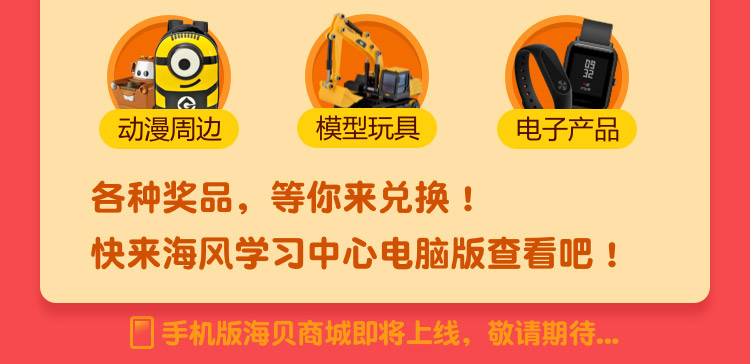 动漫周边
模型玩具
电子产品
各种奖品，等你来兑换！
快来海风学习中心电脑版查看吧！
手机版海贝商城即将上线，敬请期待...